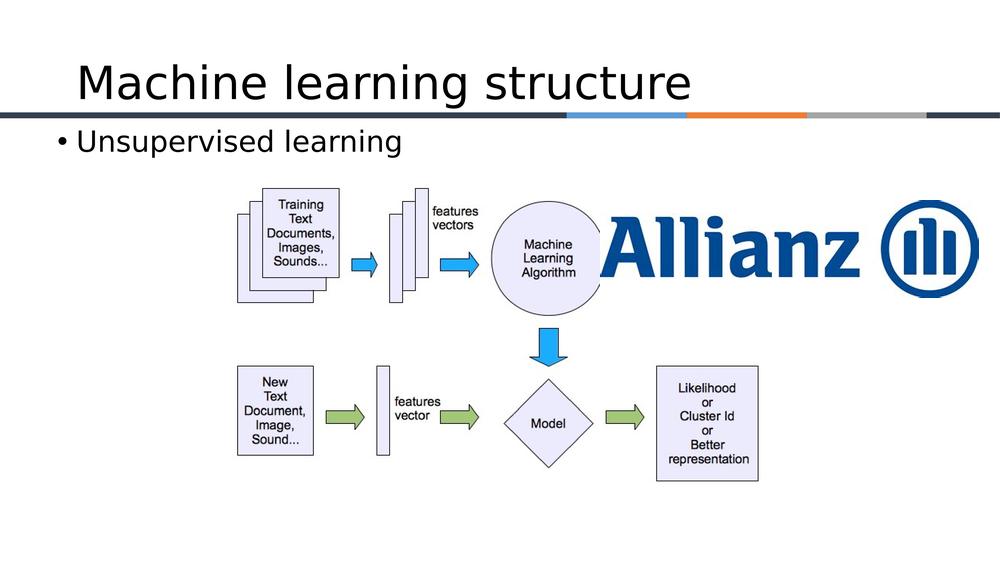 Machine learning structure
• Unsupervised learning
Training
Text
Documents,
Images,
Sounds...
features
vectors
Machine
Learning
Algorithm
Allianz
New
Text
Document,
Image,
Sound...
features
vector
Model
Likelihood
or
Cluster Id
or
Better
representation